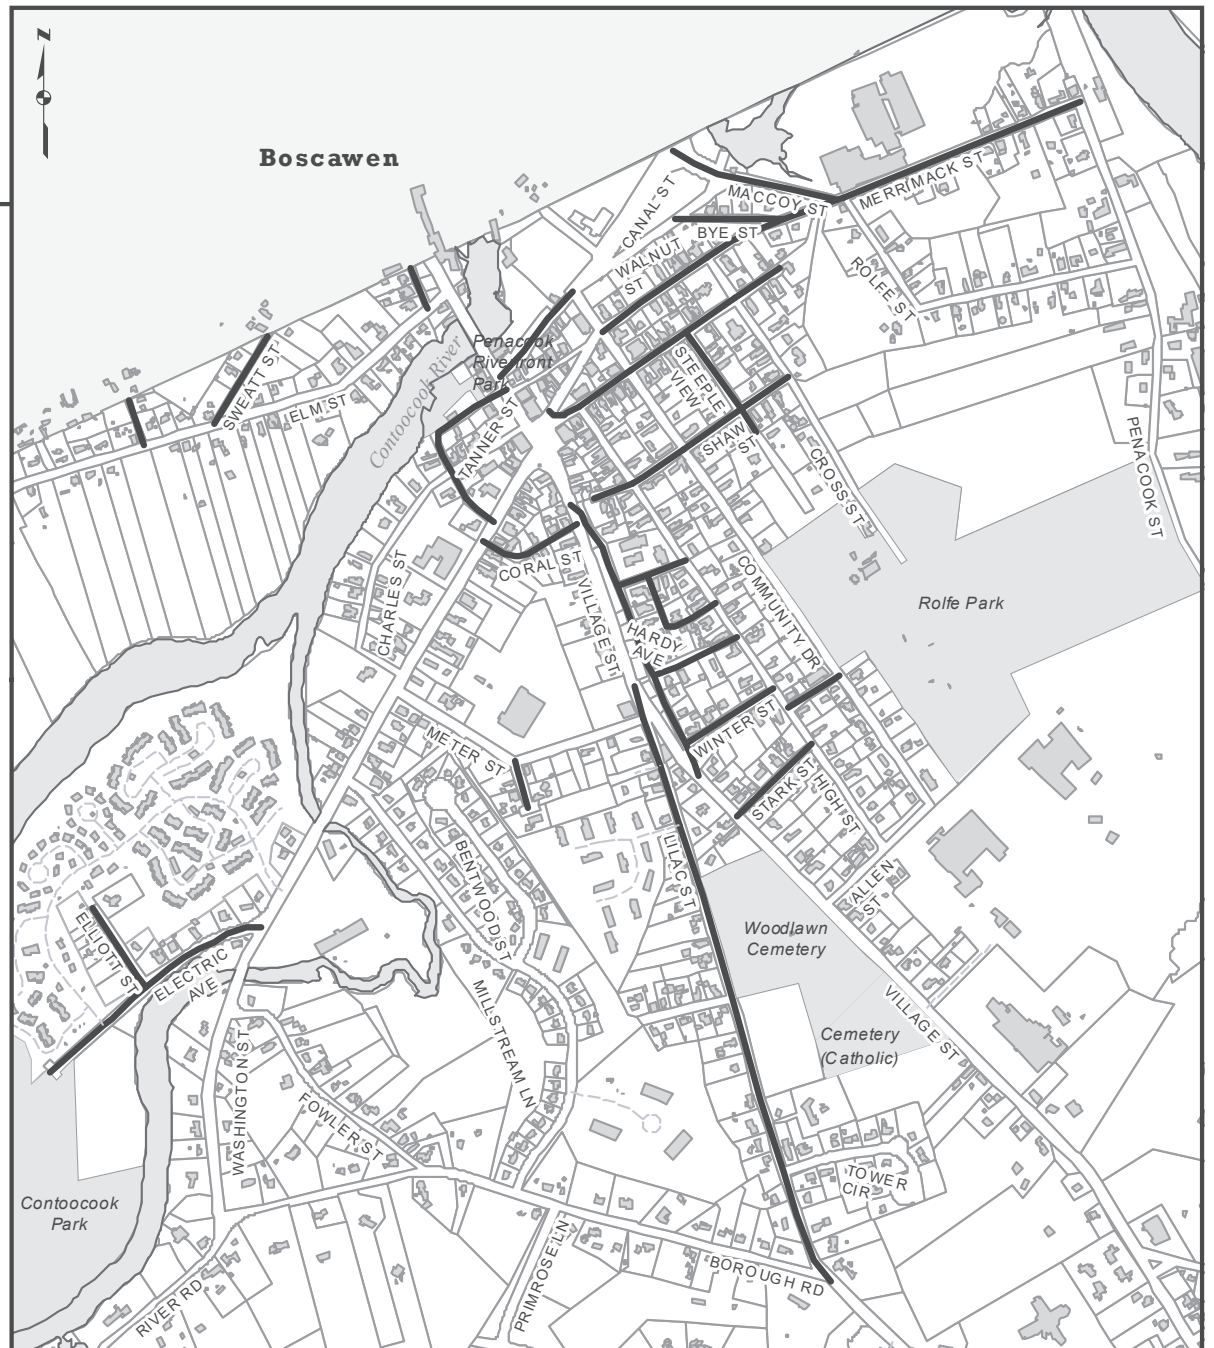 Z
Boscawen
CANAL ST
MACCOY ST
MERRIMACK ST
BYE ST
WALNUT
ST
ROLFE ST
Penacook
Riverfront
Park
Contoocook River
SWEATT ST
ELM ST
TANNER ST
STEEPLE
VIEW
SHAW
ST
CROSS ST
PENACOOK ST
CORAL ST
CHARLES ST
VILLAGE ST
COMMUNITY DR
Rolfe Park
HARDY
AVE
WINTER ST
METER ST
STARK ST
HIGH ST
LILAC ST
BENTWOOD ST
ALLEN
ST
Woodlawn
Cemetery
ELLIOTT ST
ELECTRIC
AVE
MILLSTREAM LN
VILLAGE ST
Cemetery
(Catholic)
WASHINGTON ST
FOWLER ST
TOWER
CIR
Contoocook
Park
PRIMROSE LN
BOROUGH RD
RIVER RD